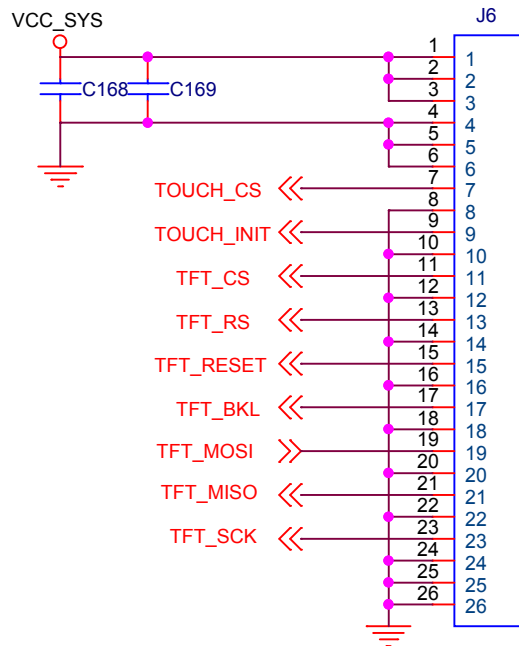 VCC_SYS
J6
C168
C169
1 1
2 2
3 3
4 4
5 5
6 6
TOUCH_CS 7 7
8 8
TOUCH_INIT 9 9
10 10
TFT_CS 11 11
12 12
TFT_RS 13 13
14 14
TFT_RESET 15 15
16 16
TFT_BKL 17 17
18 18
TFT_MOSI 19 19
20 20
TFT_MISO 21 21
22 22
TFT_SCK 23 23
24 24
25 25
26 26